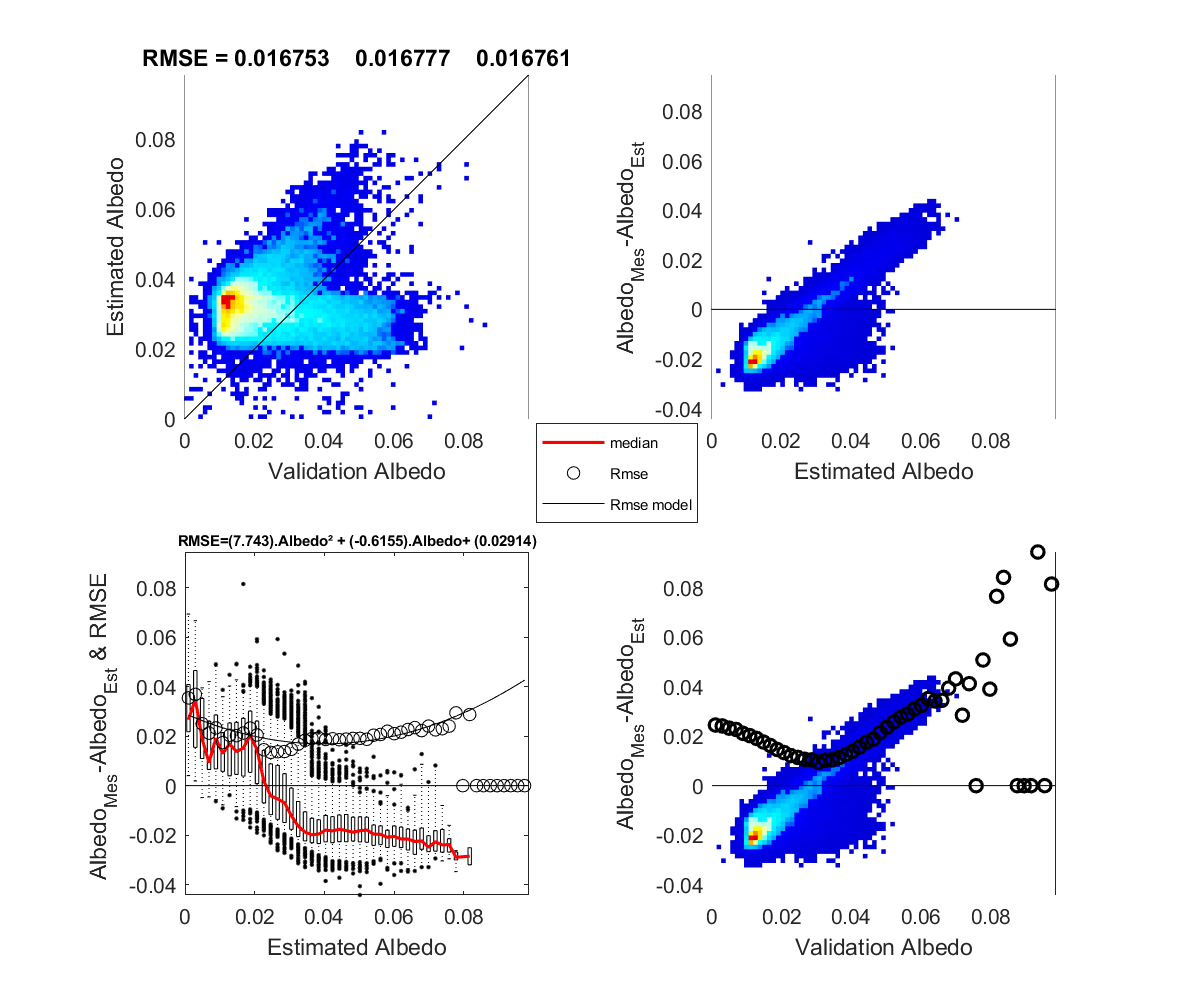 RMSE = 0.016753 0.016777 0.016761
0.08
0.06
0.04
0.02
0
Estimated Albedo
0 0.02 0.04 0.06 0.08
Validation Albedo
0.08
0.06
0.04
0.02
0
-0.02
-0.04
Albedo_Mes-Albedo_Est
0 0.02 0.04 0.06 0.08
Estimated Albedo
median
Rmse
Rmse model
RMSE=(7.743).Albedo² + (-0.6155).Albedo+ (0.02914)
0.08
0.06
0.04
0.02
0
-0.02
-0.04
Albedo_Mes-Albedo_Est & RMSE
0 0.02 0.04 0.06 0.08
Estimated Albedo
0.08
0.06
0.04
0.02
0
-0.02
-0.04
Albedo_Mes-Albedo_Est
0 0.02 0.04 0.06 0.08
Validation Albedo